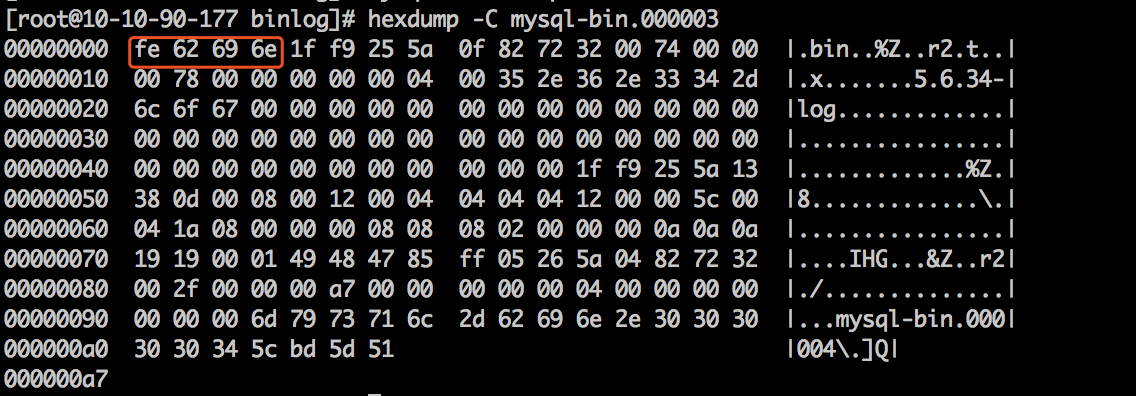 [root@10-10-90-177 binlog]# hexdump -C mysql-bin.000003
00000000  fe 62 69 6e 1f f9 25 5a  0f 82 72 32 00 74 00 00  |.bin..%Z..r2.t..|
00000010  00 78 00 00 00 00 00 04  00 35 2e 36 2e 33 34 2d  |.x.......5.6.34-|
00000020  6c 6f 67 00 00 00 00 00  00 00 00 00 00 00 00 00  |log.............|
00000030  00 00 00 00 00 00 00 00  00 00 00 00 00 00 00 00  |................|
00000040  00 00 00 00 00 00 00 00  00 00 00 1f f9 25 5a 13  |.............%Z.|
00000050  38 0d 00 08 00 12 00 04  04 04 04 12 00 00 5c 00  |8.............\.|
00000060  04 1a 08 00 00 00 08 08  08 02 00 00 00 0a 0a 0a  |................|
00000070  19 19 00 01 49 48 47 85  ff 05 26 5a 04 82 72 32  |....IHG...&Z..r2|
00000080  00 2f 00 00 00 a7 00 00  00 00 00 04 00 00 00 00  |./..............|
00000090  00 00 00 6d 79 73 71 6c  2d 62 69 6e 2e 30 30 30  |...mysql-bin.000|
000000a0  30 30 34 5c bd 5d 51  |004\.]Q|
000000a7